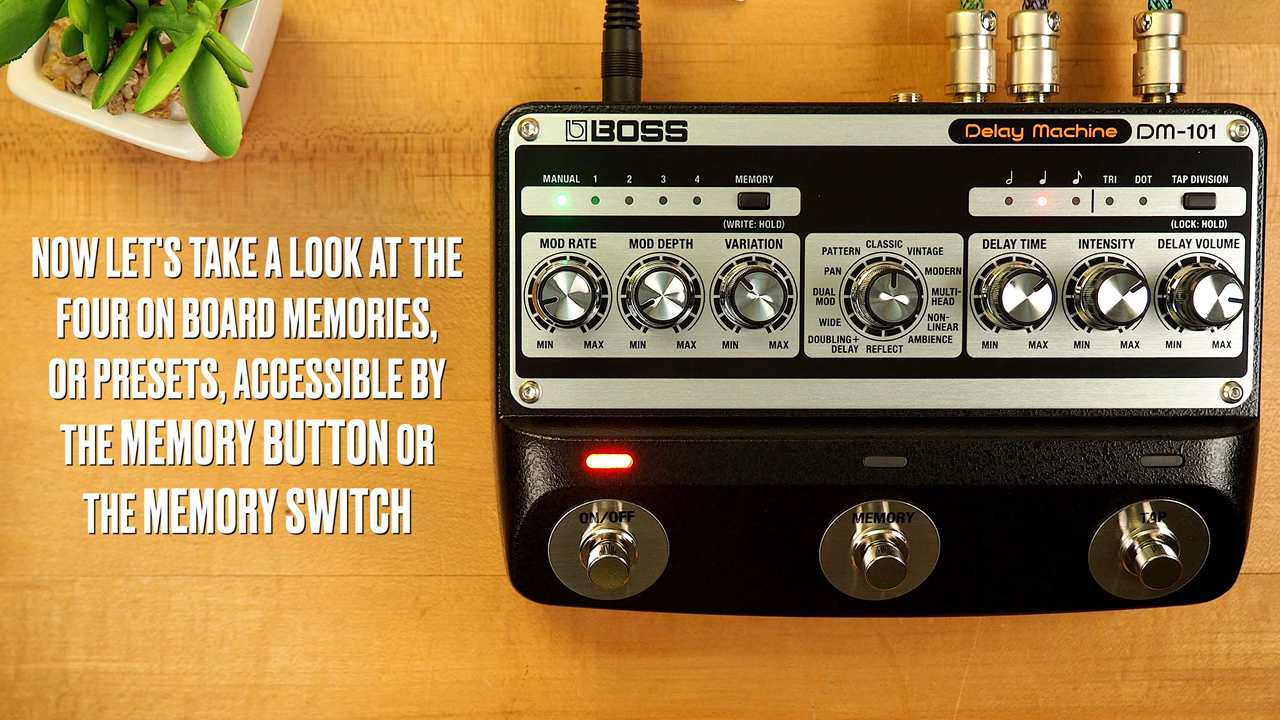 NOW LET'S TAKE A LOOK AT THE
FOUR ON BOARD MEMORIES,
OR PRESETS, ACCESSIBLE BY
THE MEMORY BUTTON OR
THE MEMORY SWITCH
BOSS
Delay Machine DM-101
MANUAL 1 2 3 4 MEMORY
(WRITE: HOLD)
TRI DOT TAP DIVISION
(LOCK: HOLD)
MOD RATE MOD DEPTH VARIATION
MIN MAX MIN MAX MIN MAX
CLASSIC
PATTERN VINTAGE
PAN MODERN
DUAL MOD MULTI-HEAD
WIDE NON-LINEAR
DOUBLING+ DELAY AMBIENCE
REFLECT
DELAY TIME INTENSITY DELAY VOLUME
MIN MAX MIN MAX MIN MAX
ON/OFF MEMORY TAP